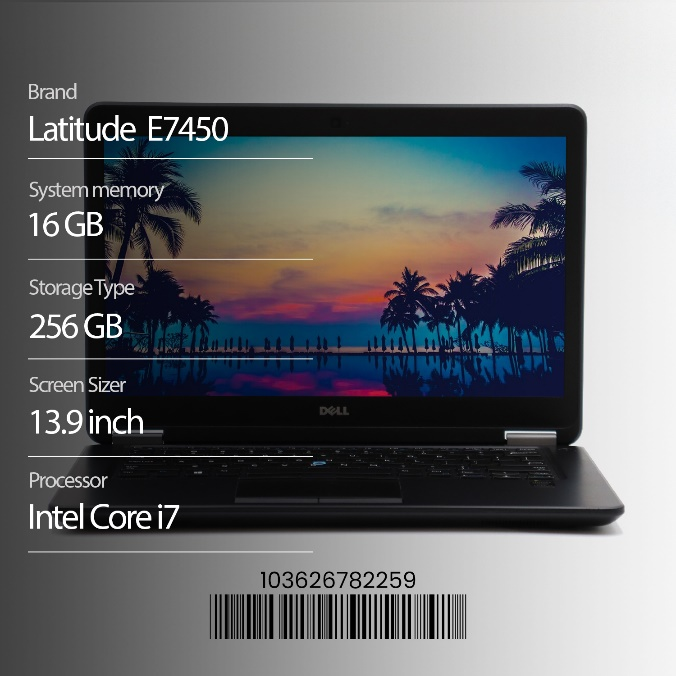 Brand
Latitude E7450
System memory
16 GB
Storage Type
256 GB
Screen Sizer
13.9 inch
DELL
Processor
Intel Core i7
103626782259